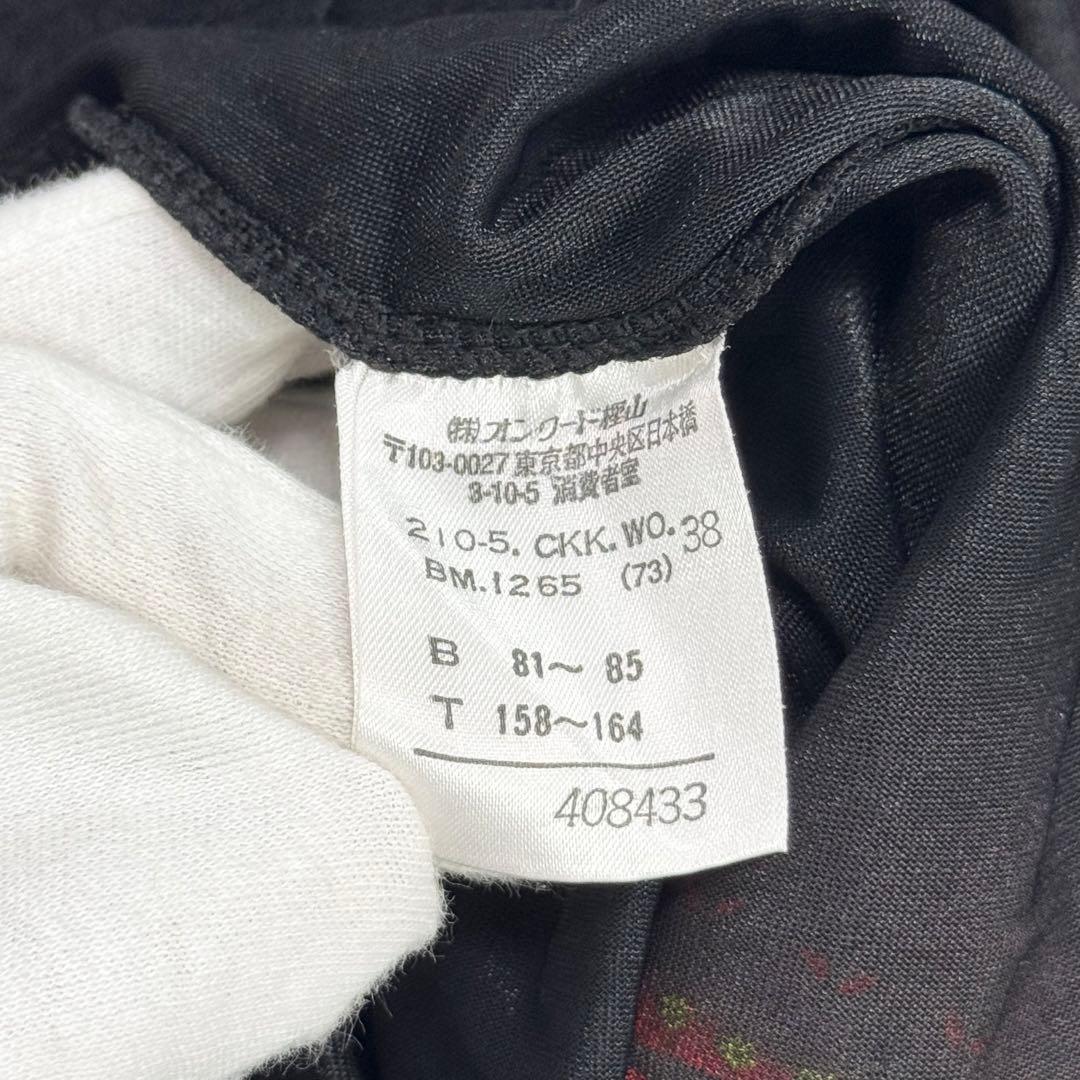 (株)オンワード樫山
〒103-0027 東京都中央区日本橋
3-10-5 消費者室
210-5. CKK. WO. 38
BM. 1265 (73)
B 81~ 85
T 158~164
408433